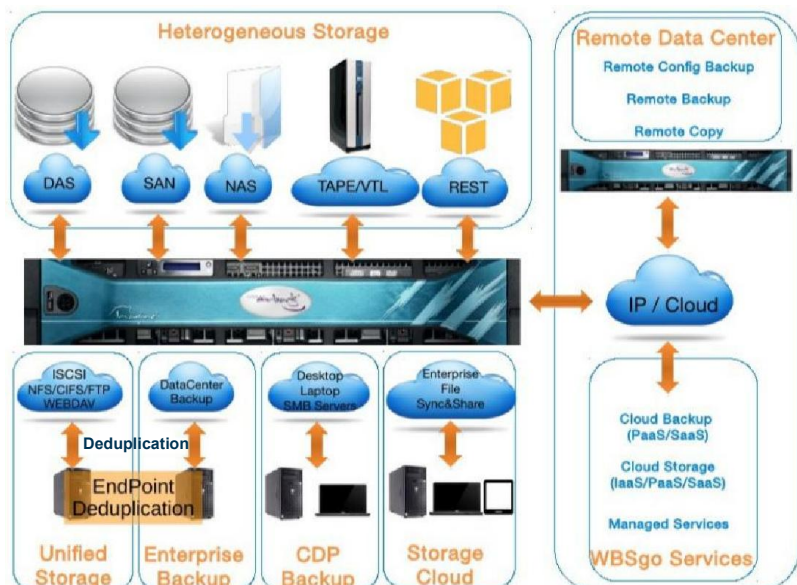 Heterogeneous Storage
DAS
SAN
NAS
TAPE/VTL
REST
Remote Data Center
Remote Config Backup
Remote Backup
Remote Copy
IP / Cloud
ISCSI
NFS/CIFS/FTP
WEBDAV
DataCenter
Backup
Desktop
Laptop
SMB Servers
Enterprise
File
Sync&Share
Deduplication
EndPoint
Deduplication
Unified
Storage
Enterprise
Backup
CDP
Backup
Storage
Cloud
Cloud Backup
(PaaS/SaaS)
Cloud Storage
(IaaS/PaaS/SaaS)
Managed Services
WBSgo Services